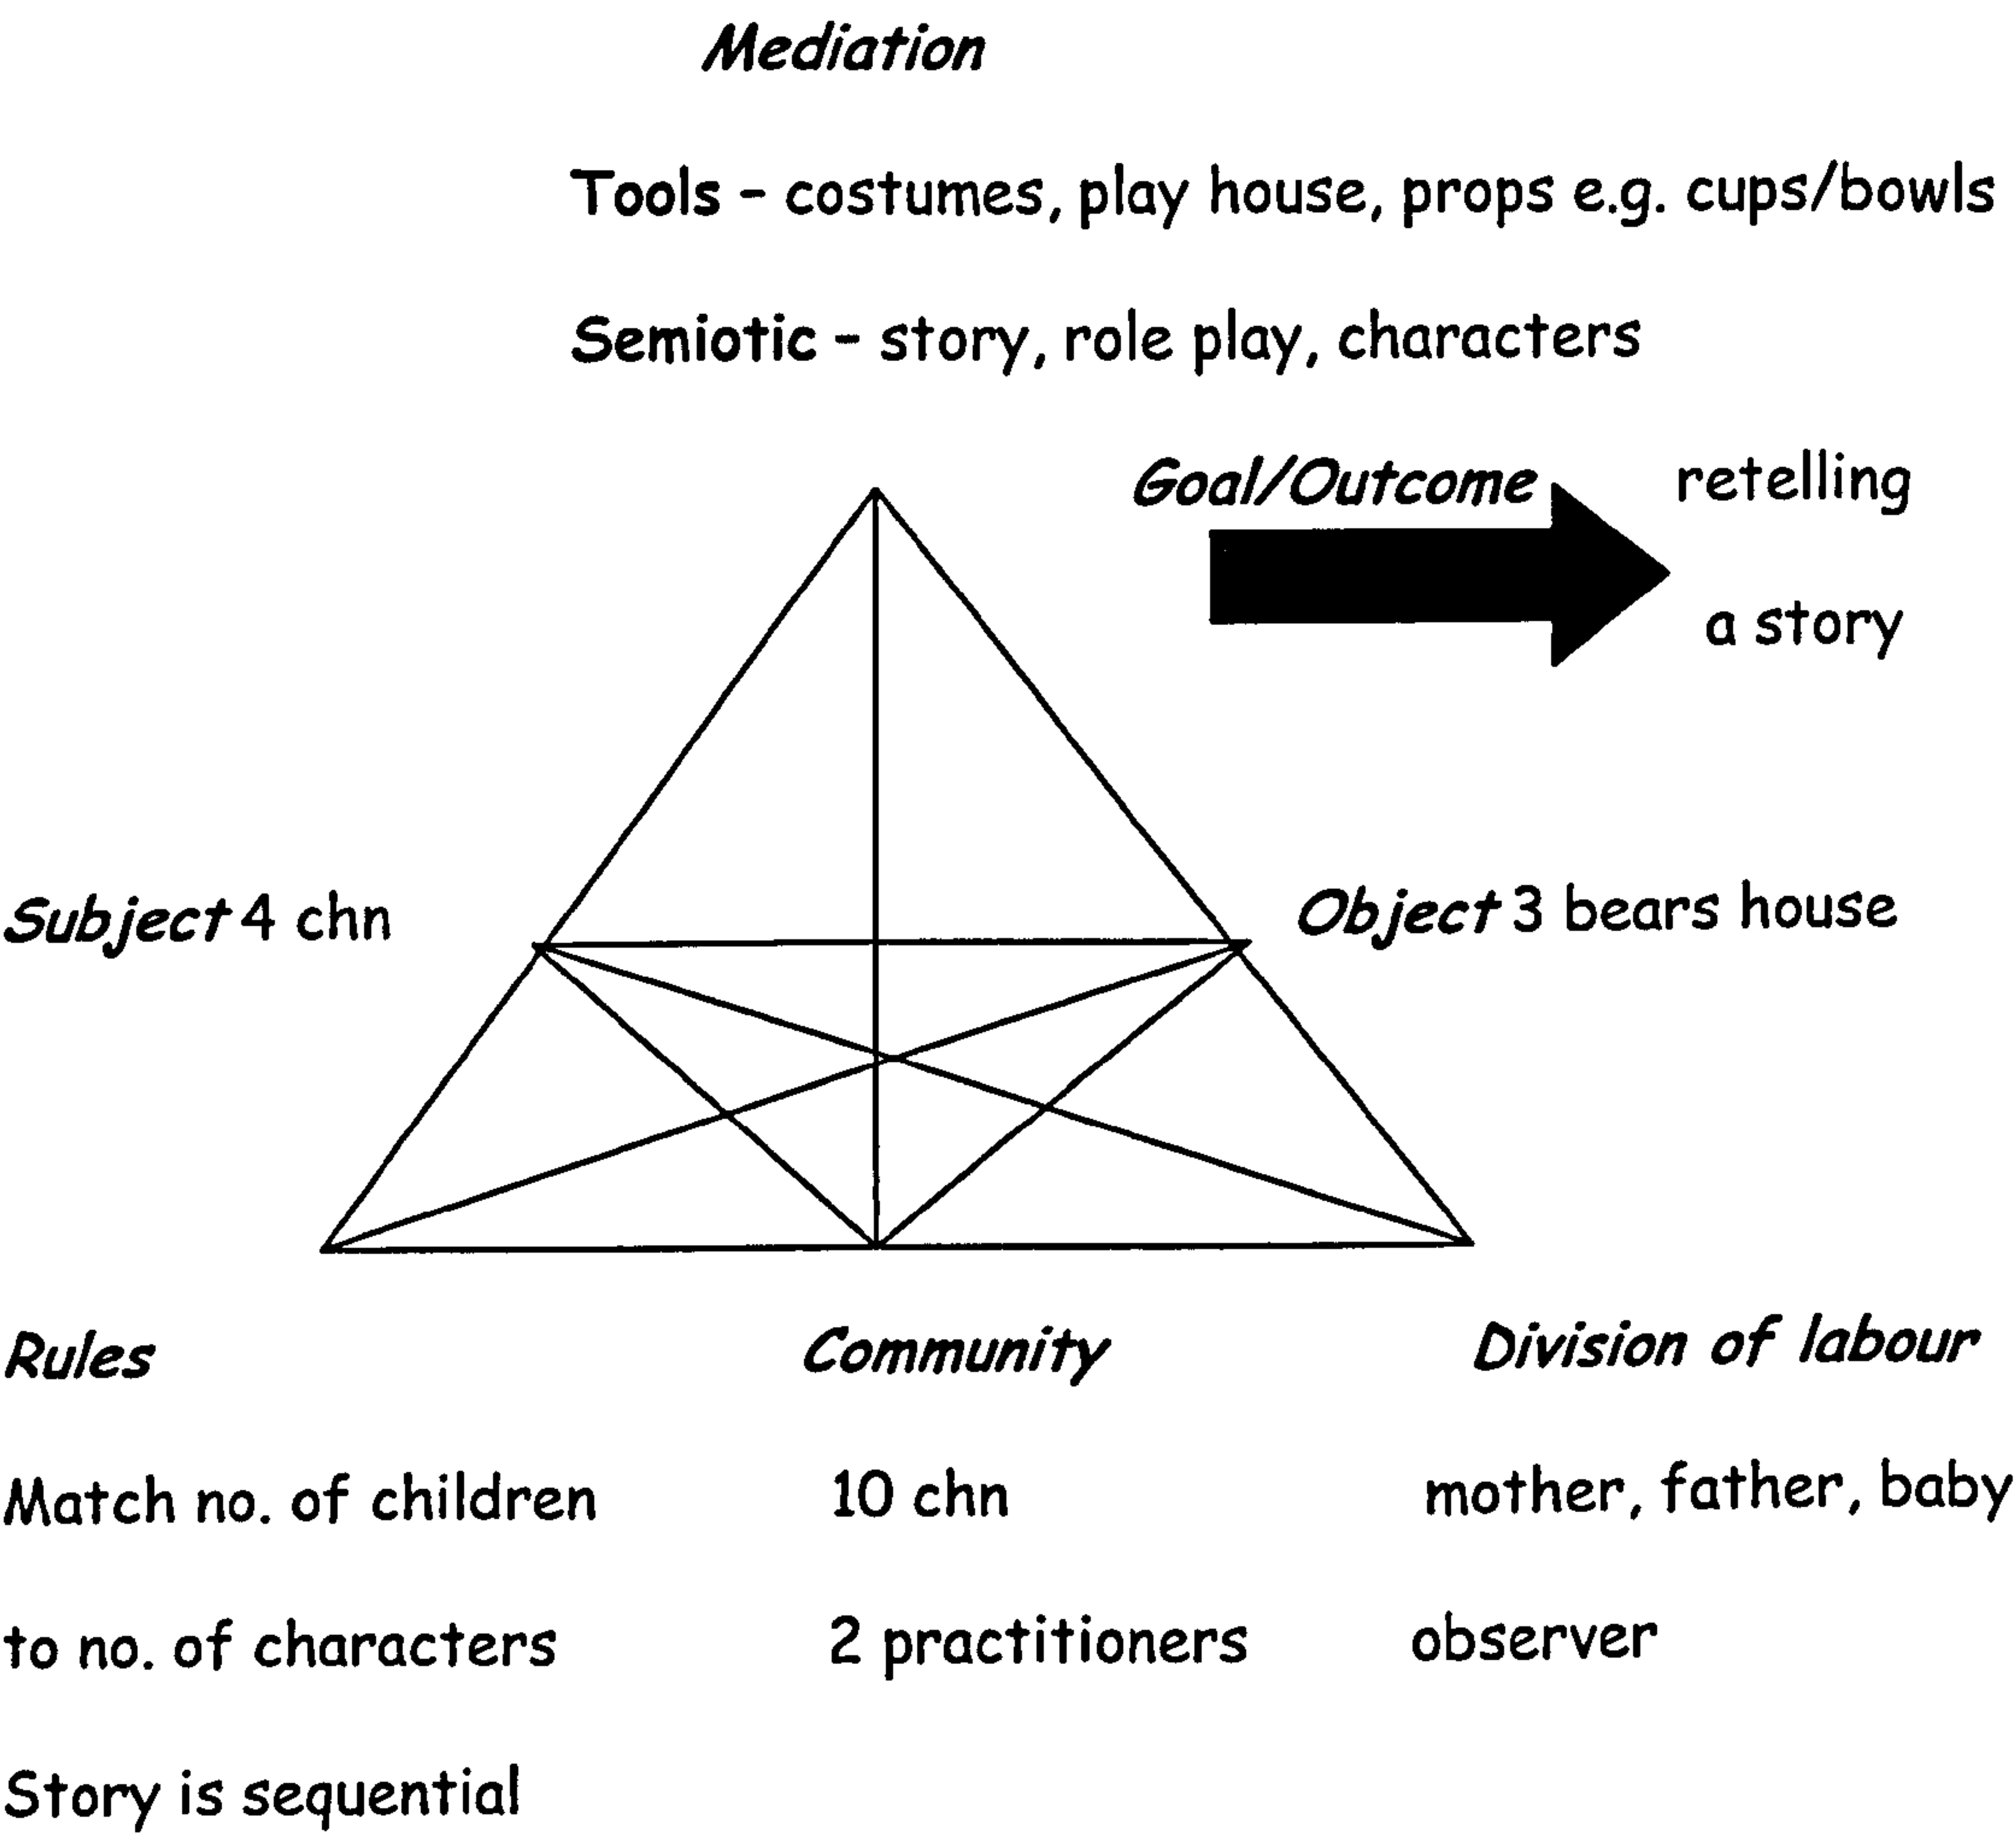 Mediation
Tools – costumes, play house, props e.g. cups/bowls
Semiotic – story, role play, characters
Goal/Outcome
retelling
a story
Subject 4 chn
Object 3 bears house
Rules
Match no. of children
to no. of characters
Story is sequential
Community
10 chn
2 practitioners
Division of labour
mother, father, baby
observer